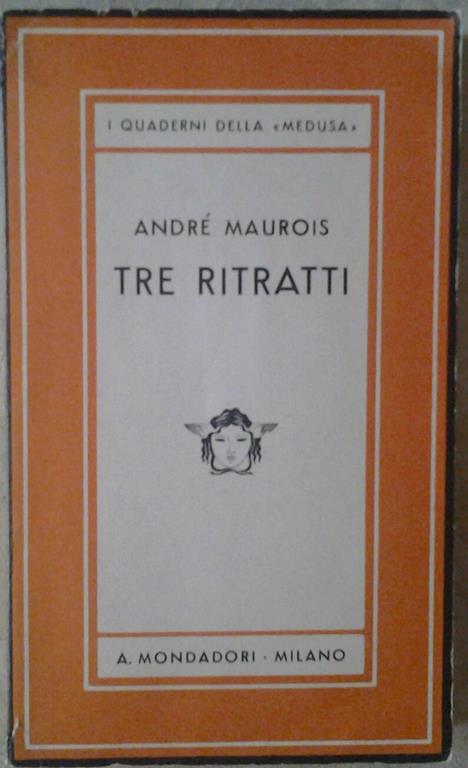 I QUADERNI DELLA «MEDUSA»
ANDRÉ MAUROIS
TRE RITRATTI
A. MONDADORI · MILANO